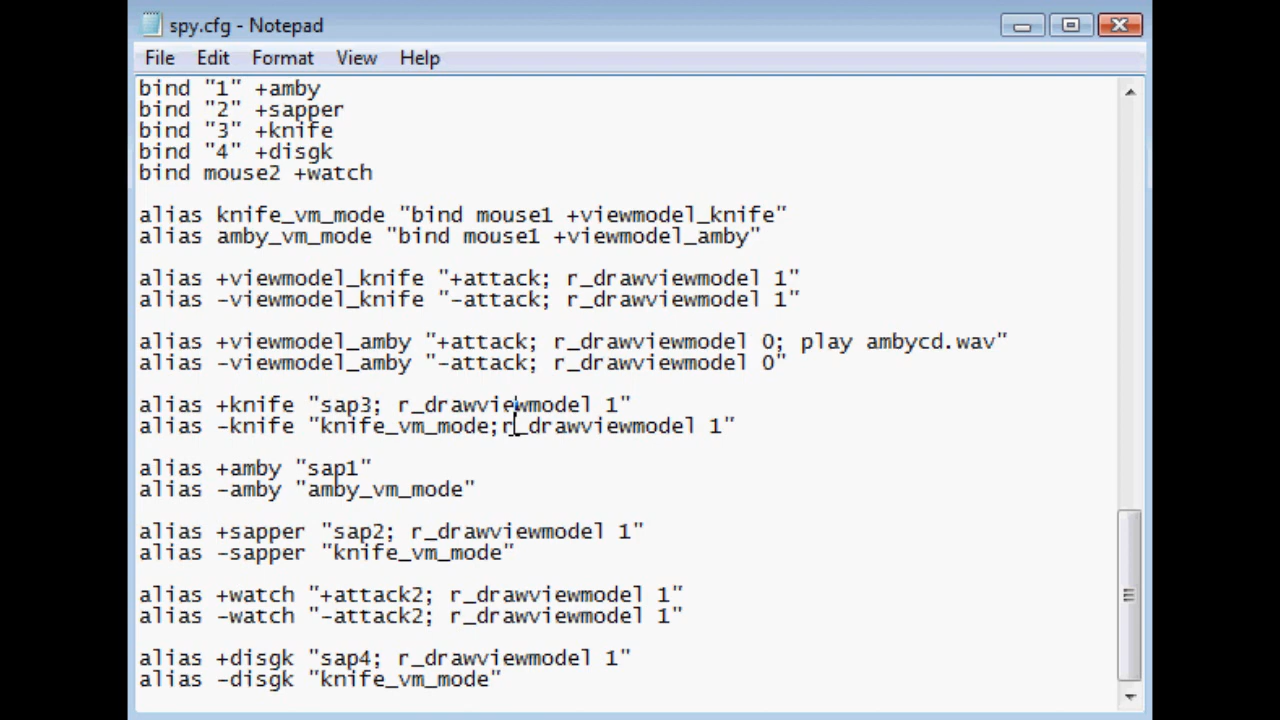 spy.cfg - Notepad
File Edit Format View Help
bind "1" +amby
bind "2" +sapper
bind "3" +knife
bind "4" +disgk
bind mouse2 +watch
alias knife_vm_mode "bind mouse1 +viewmodel_knife"
alias amby_vm_mode "bind mouse1 +viewmodel_amby"
alias +viewmodel_knife "+attack; r_drawviewmodel 1"
alias -viewmodel_knife "-attack; r_drawviewmodel 1"
alias +viewmodel_amby "+attack; r_drawviewmodel 0; play ambycd.wav"
alias -viewmodel_amby "-attack; r_drawviewmodel 0"
alias +knife "sap3; r_drawviewmodel 1"
alias -knife "knife_vm_mode;r_drawviewmodel 1"
alias +amby "sap1"
alias -amby "amby_vm_mode"
alias +sapper "sap2; r_drawviewmodel 1"
alias -sapper "knife_vm_mode"
alias +watch "+attack2; r_drawviewmodel 1"
alias -watch "-attack2; r_drawviewmodel 1"
alias +disgk "sap4; r_drawviewmodel 1"
alias -disgk "knife_vm_mode"